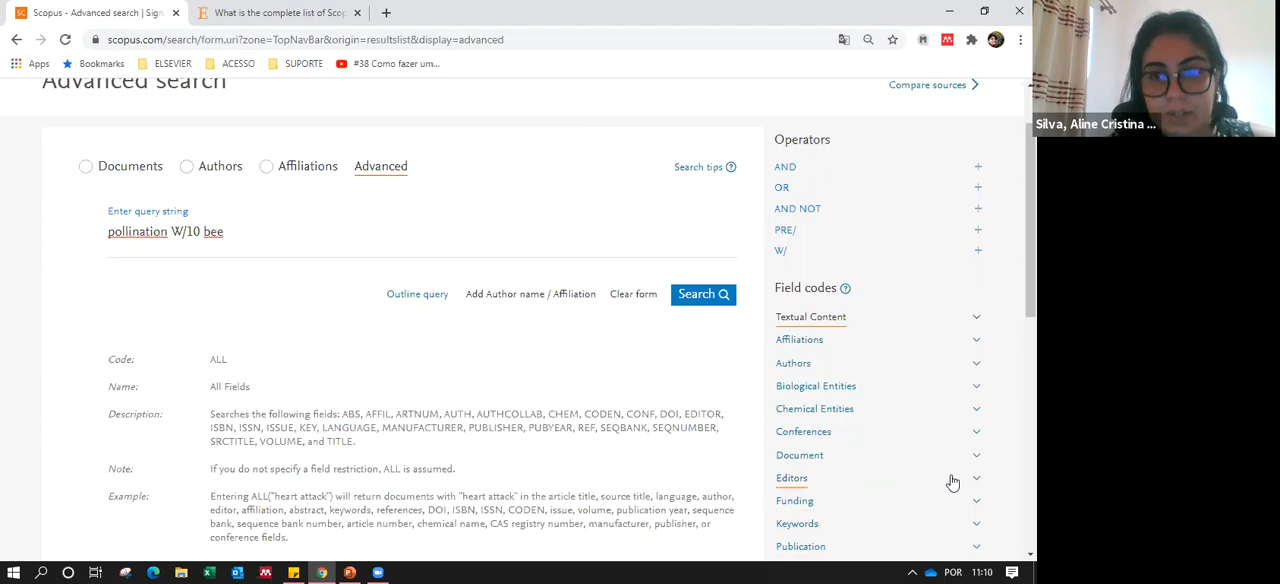 Scopus - Advanced search | Sign
What is the complete list of Scop
scopus.com/search/form.uri?zone=TopNavBar&origin=resultslist&display=advanced
Apps
Bookmarks
ELSEVIER
ACESSO
SUPORTE
#38 Como fazer um...
Advanced search
Compare sources
Silva, Aline Cristina ...
Documents
Authors
Affiliations
Advanced
Search tips
Enter query string
pollination W/10 bee
Outline query
Add Author name / Affiliation
Clear form
Search
Code:
ALL
Name:
All Fields
Description:
Searches the following fields: ABS, AFFIL, ARTNUM, AUTH, AUTHCOLLAB, CHEM, CODEN, CONF, DOI, EDITOR,
ISBN, ISSN, ISSUE, KEY, LANGUAGE, MANUFACTURER, PUBLISHER, PUBYEAR, REF, SEQBANK, SEQNUMBER,
SRCTITLE, VOLUME, and TITLE.
Note:
If you do not specify a field restriction, ALL is assumed.
Example:
Entering ALL("heart attack") will return documents with "heart attack" in the article title, source title, language, author,
editor, affiliation, abstract, keywords, references, DOI, ISBN, ISSN, CODEN, issue, volume, publication year, sequence
bank, sequence bank number, article number, chemical name, CAS registry number, manufacturer, publisher, or
conference fields.
Operators
AND
OR
AND NOT
PRE/
W/
Field codes
Textual Content
Affiliations
Authors
Biological Entities
Chemical Entities
Conferences
Document
Editors
Funding
Keywords
Publication
POR
11:10